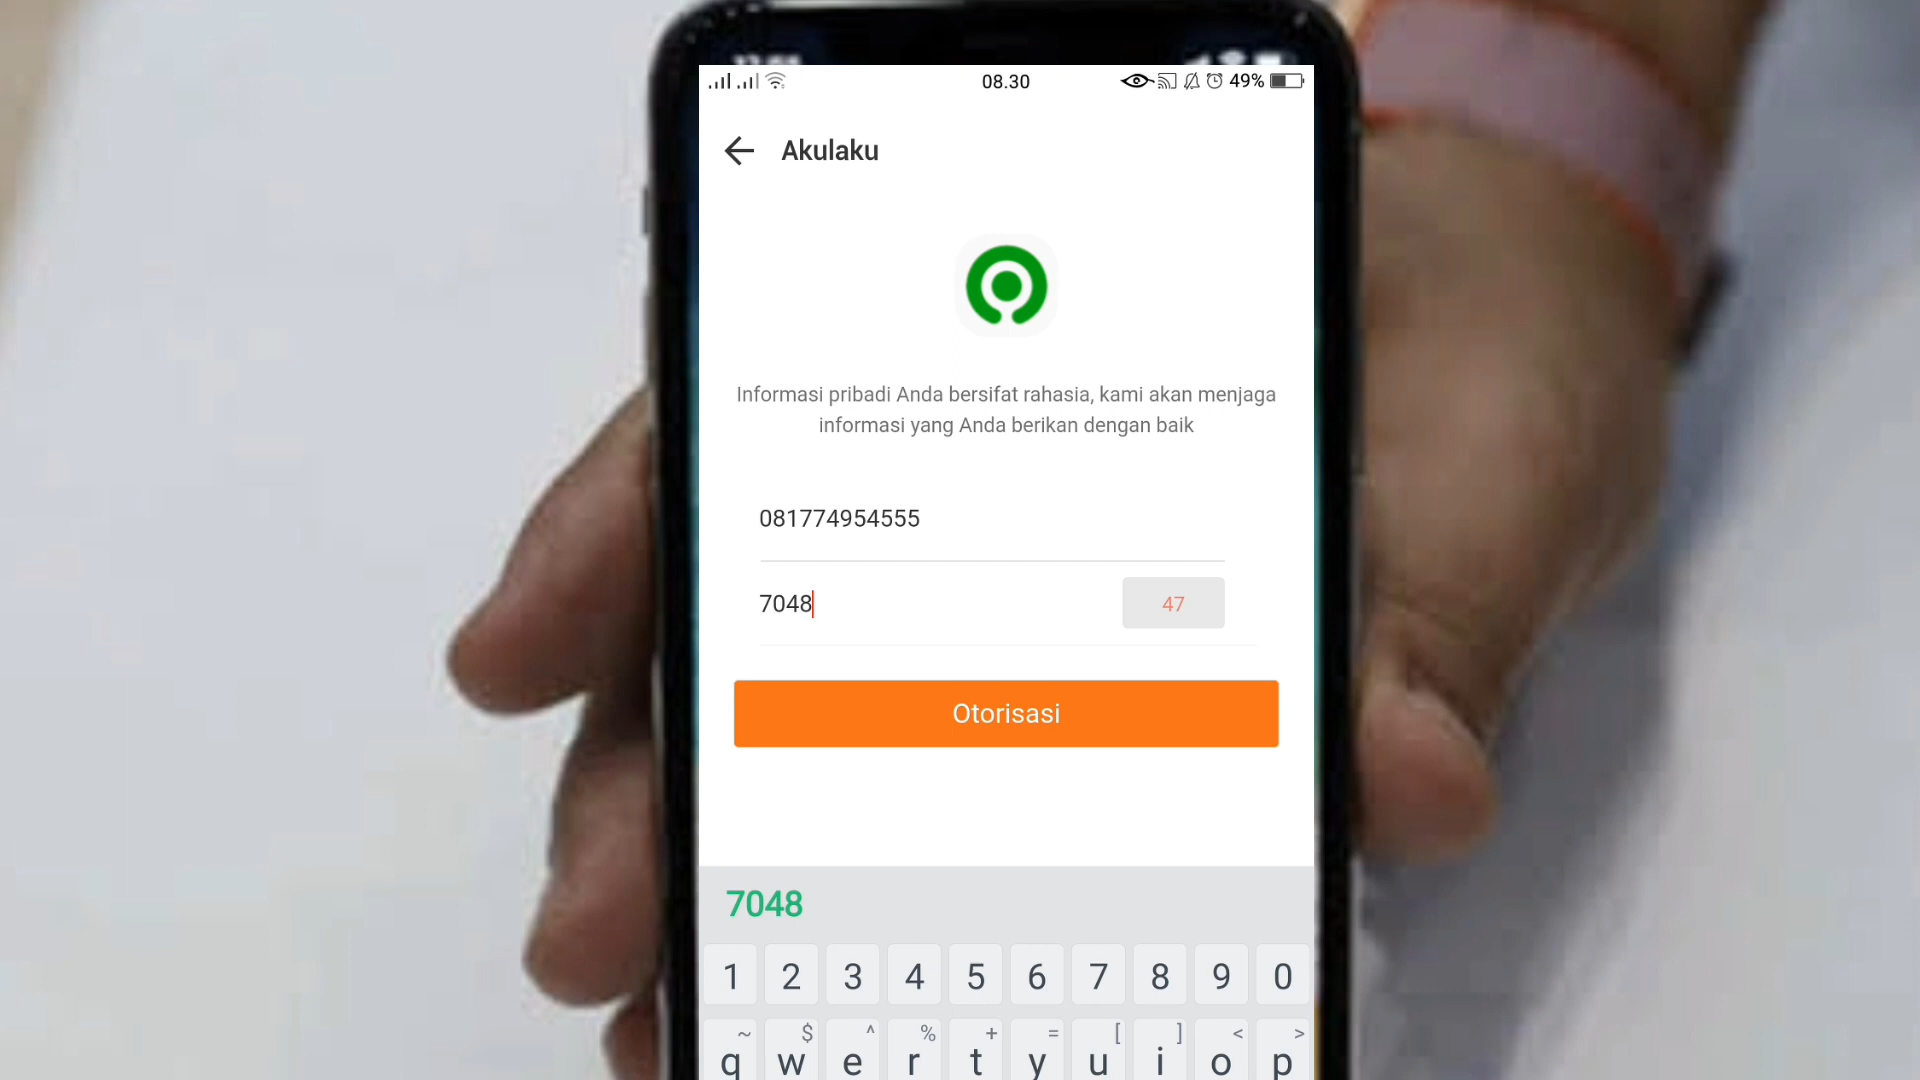 08.30
49%
Akulaku
Informasi pribadi Anda bersifat rahasia, kami akan menjaga
informasi yang Anda berikan dengan baik
081774954555
7048
47
Otorisasi
7048
1 2 3 4 5 6 7 8 9 0
~ $ ^ % + = [ ] < >
q w e r t y u i o p